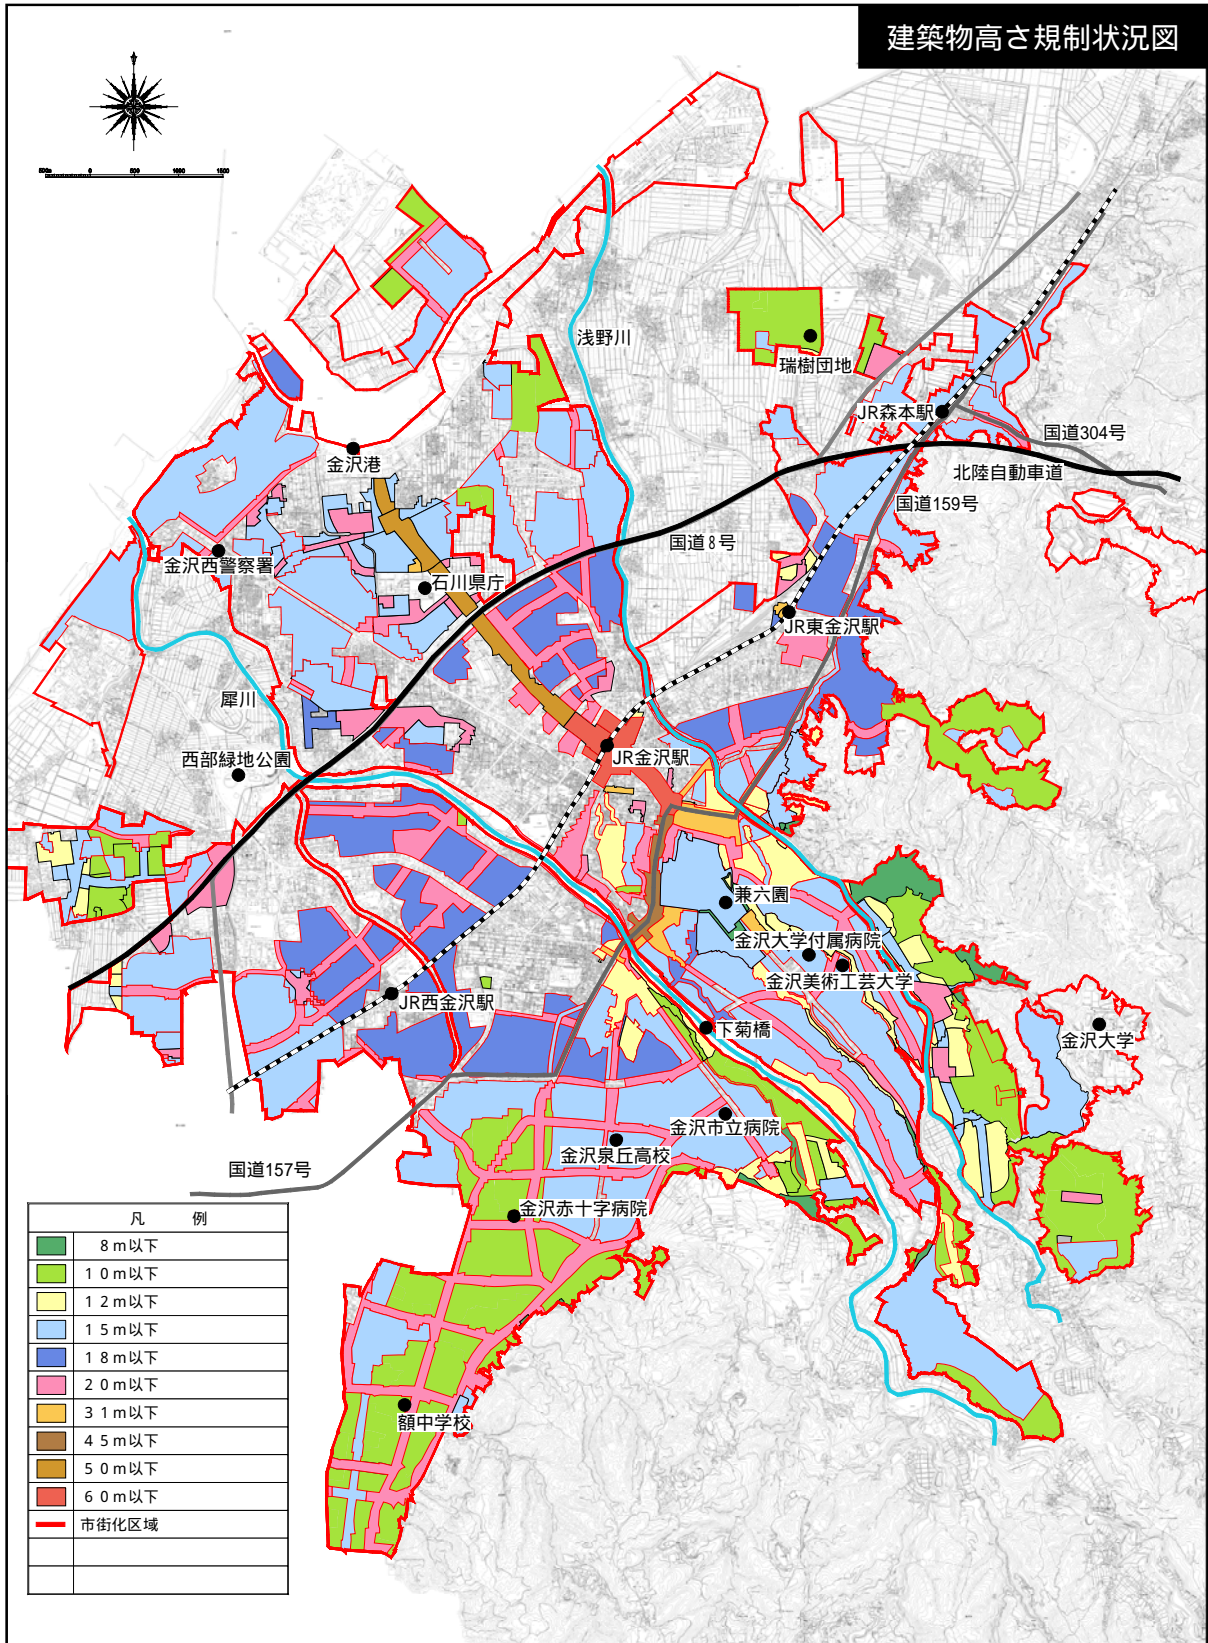 建築物高さ規制状況図
500m 0 500 1000 1500
浅野川
瑞樹団地
JR森本駅
国道304号
北陸自動車道
国道159号
金沢港
国道8号
金沢西警察署
石川県庁
JR東金沢駅
犀川
JR金沢駅
西部緑地公園
兼六園
金沢大学付属病院
金沢美術工芸大学
JR西金沢駅
下菊橋
金沢大学
金沢市立病院
金沢泉丘高校
国道157号
金沢赤十字病院
額中学校
凡 例
8m以下
10m以下
12m以下
15m以下
18m以下
20m以下
31m以下
45m以下
50m以下
60m以下
市街化区域